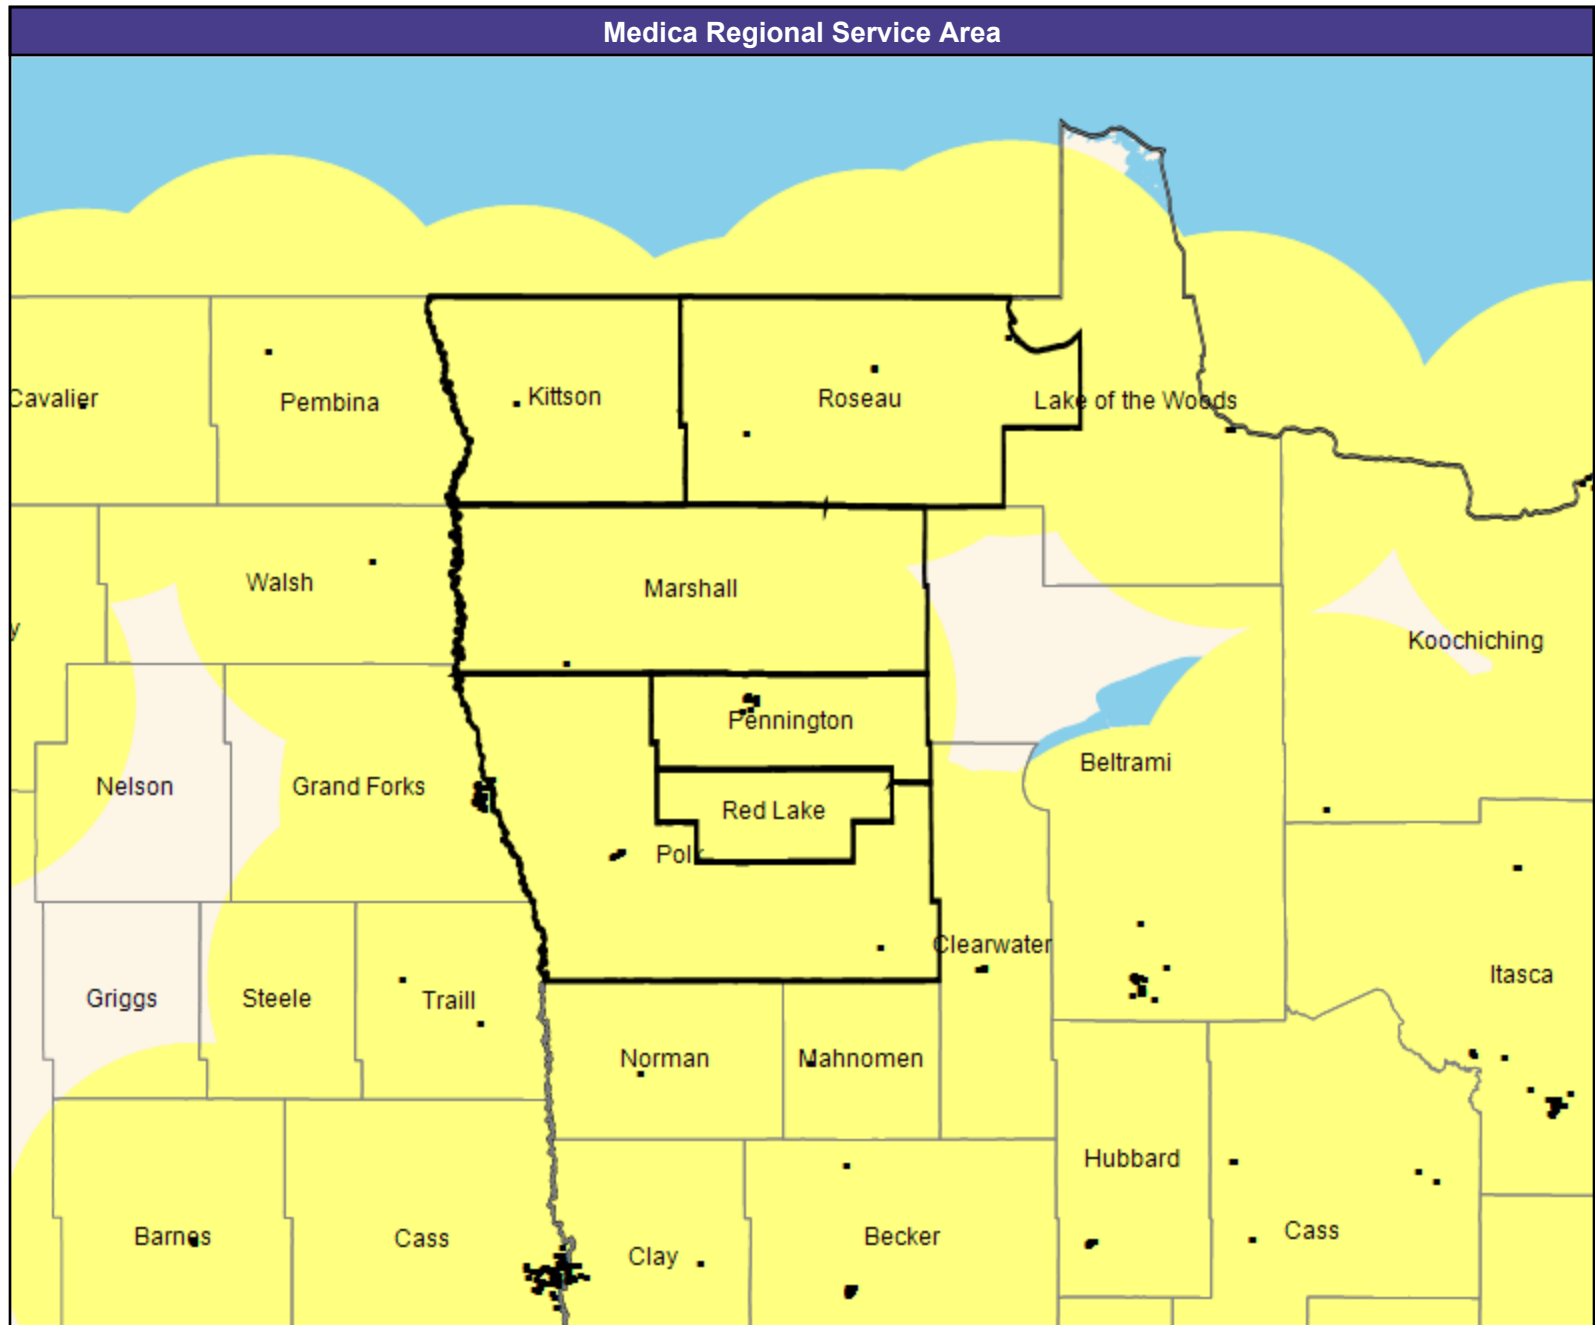 Medica Regional Service Area
Cavalier
Pembina
Kittson
Roseau
Lake of the Woods
Walsh
Marshall
y
Koochiching
Pennington
Beltrami
Nelson
Grand Forks
Red Lake
Polk
Clearwater
Griggs
Steele
Traill
Itasca
Norman
Mahnomen
Hubbard
Barnes
Cass
Clay
Becker
Cass